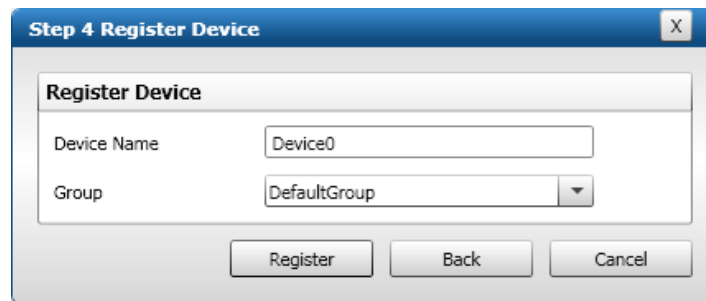 Step 4 Register Device
X
Register Device
Device Name
Device0
Group
DefaultGroup
Register
Back
Cancel